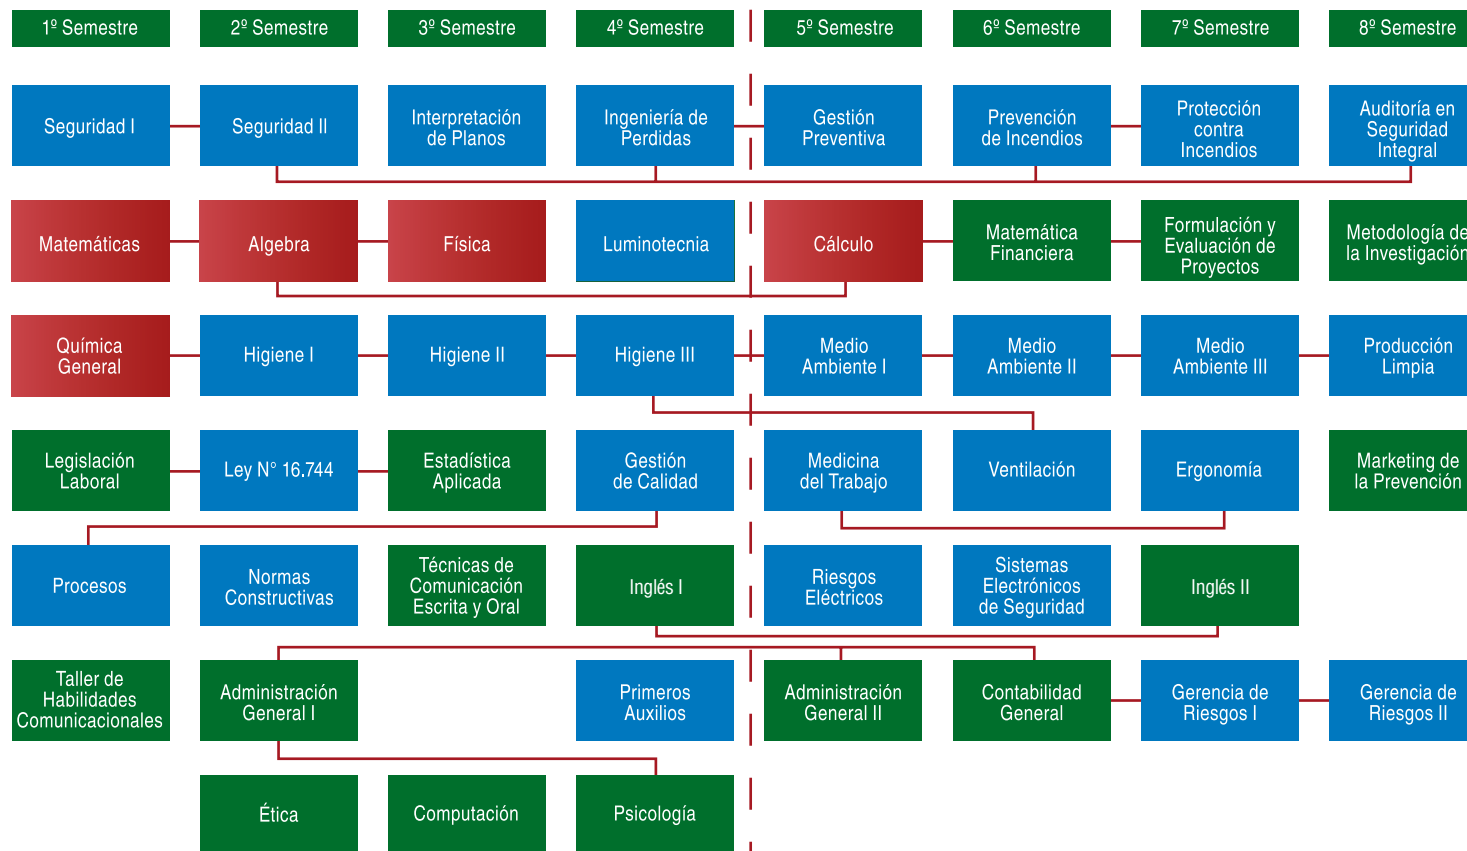 1º Semestre
2º Semestre
3º Semestre
4º Semestre
5º Semestre
6º Semestre
7º Semestre
8º Semestre
Seguridad I
Seguridad II
Interpretación
de Planos
Ingeniería de
Perdidas
Gestión
Preventiva
Prevención
de Incendios
Protección
contra
Incendios
Auditoría en
Seguridad
Integral
Matemáticas
Algebra
Física
Luminotecnia
Cálculo
Matemática
Financiera
Formulación y
Evaluación de
Proyectos
Metodología de
la Investigación
Química
General
Higiene I
Higiene II
Higiene III
Medio
Ambiente I
Medio
Ambiente II
Medio
Ambiente III
Producción
Limpia
Legislación
Laboral
Ley N° 16.744
Estadística
Aplicada
Gestión
de Calidad
Medicina
del Trabajo
Ventilación
Ergonomía
Marketing de
la Prevención
Procesos
Normas
Constructivas
Técnicas de
Comunicación
Escrita y Oral
Inglés I
Riesgos
Eléctricos
Sistemas
Electrónicos
de Seguridad
Inglés II
Taller de
Habilidades
Comunicacionales
Administración
General I
Primeros
Auxilios
Administración
General II
Contabilidad
General
Gerencia de
Riesgos I
Gerencia de
Riesgos II
Ética
Computación
Psicología